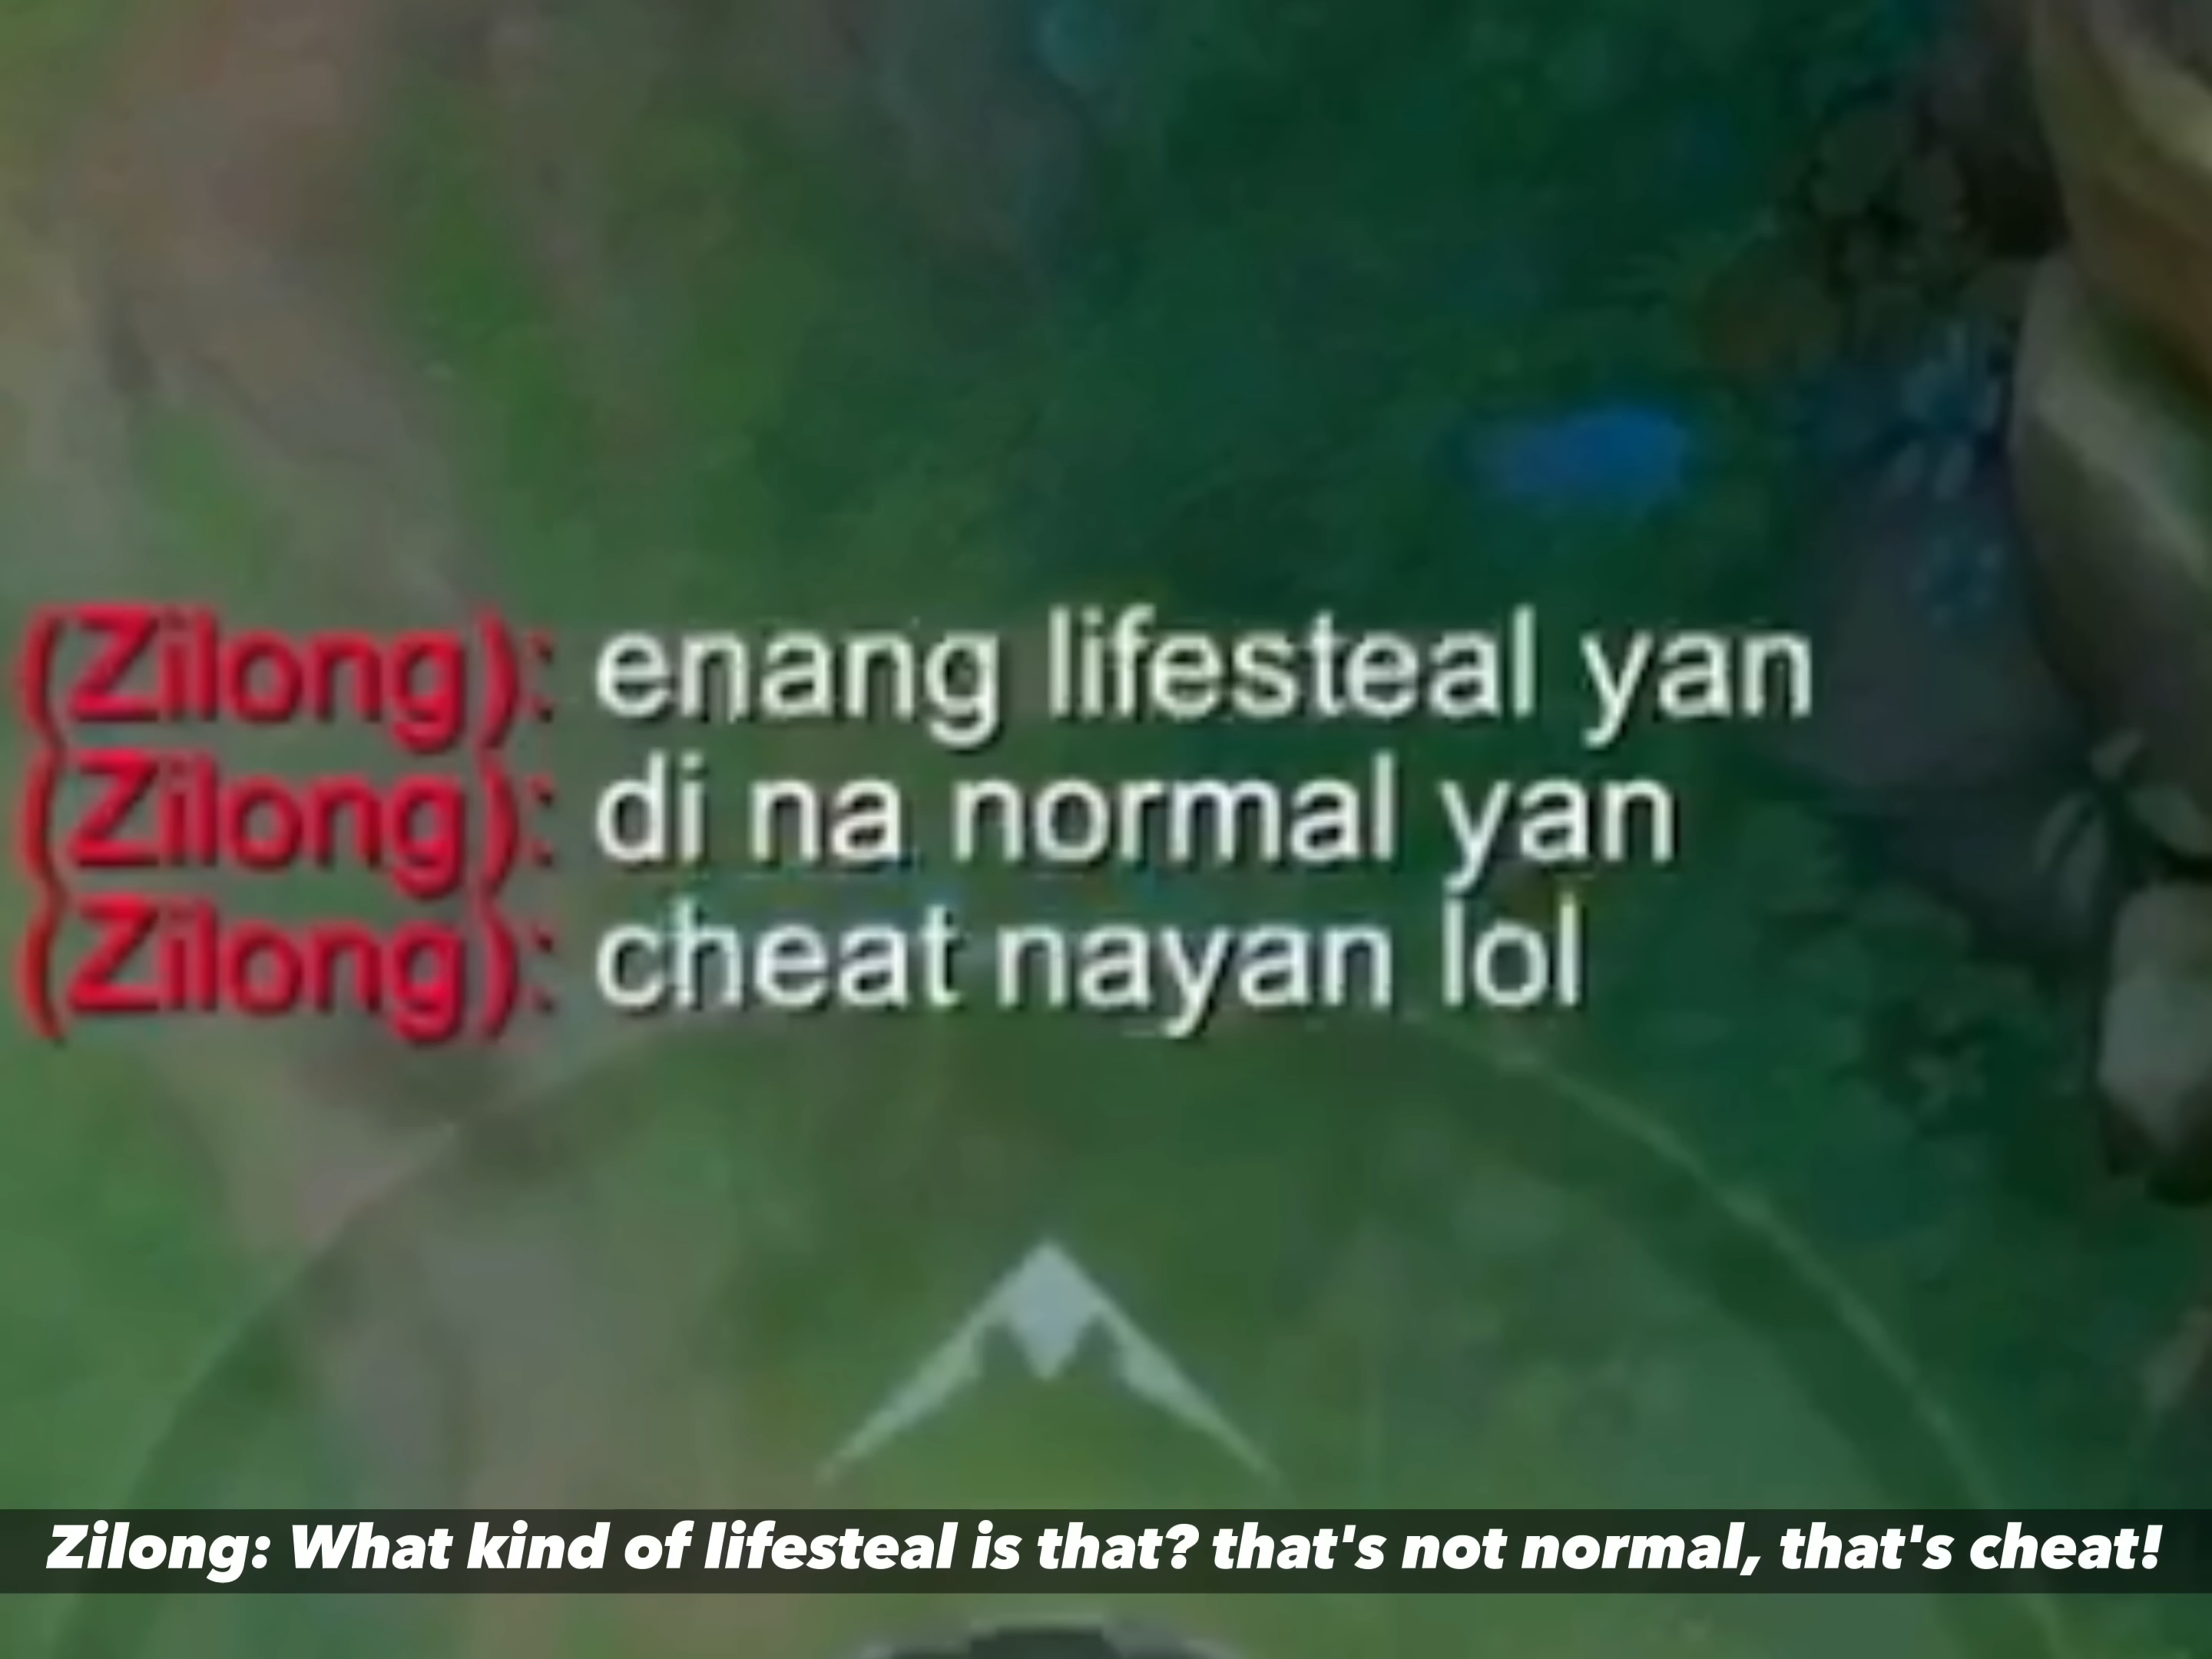 (Zilong): enang lifesteal yan
(Zilong): di na normal yan
(Zilong): cheat nayan lol
Zilong: What kind of lifesteal is that? that's not normal, that's cheat!